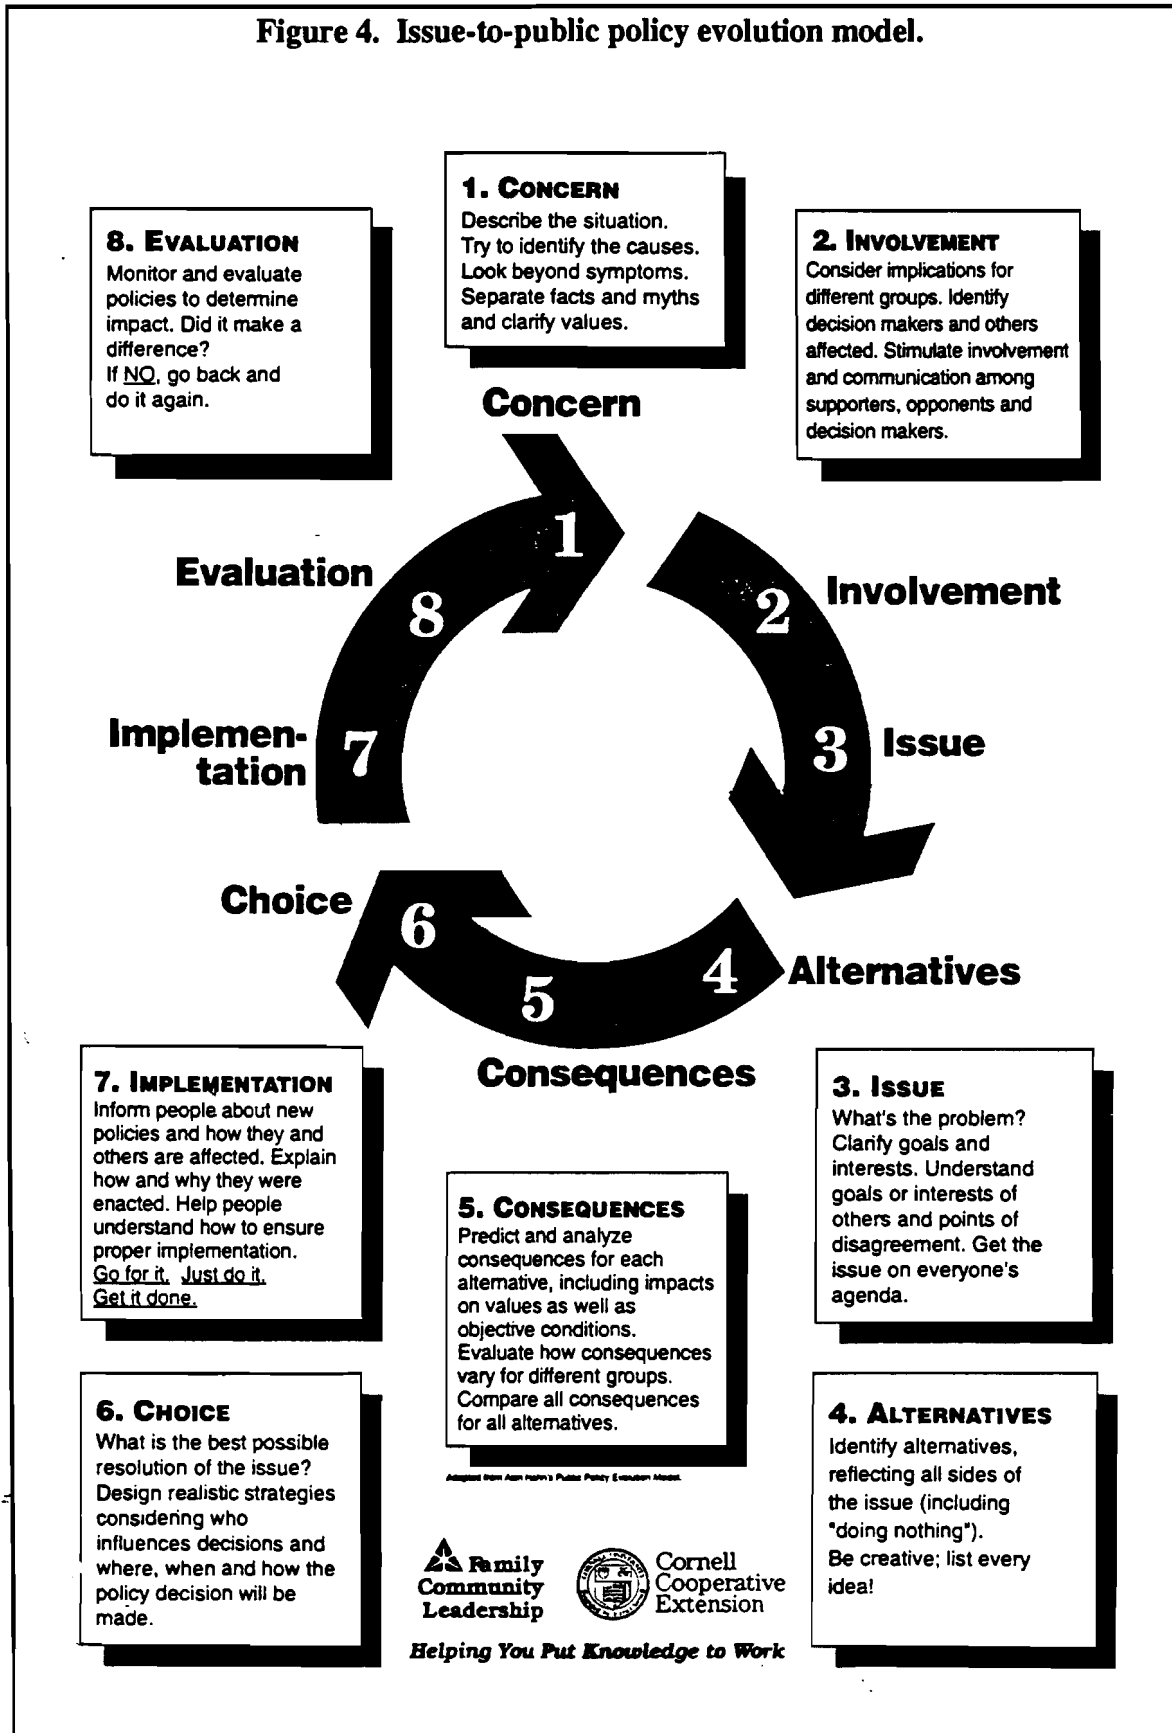 Figure 4. Issue-to-public policy evolution model.
1. CONCERN
Describe the situation.
Try to identify the causes.
Look beyond symptoms.
Separate facts and myths
and clarify values.
8. EVALUATION
Monitor and evaluate
policies to determine
impact. Did it make a
difference?
If NO, go back and
do it again.
2. INVOLVEMENT
Consider implications for
different groups. Identify
decision makers and others
affected. Stimulate involvement
and communication among
supporters, opponents and
decision makers.
Concern
1
Evaluation
8
2
Involvement
Implemen-
tation
7
3
Issue
Choice
6
5
4
Alternatives
Consequences
7. IMPLEMENTATION
Inform people about new
policies and how they and
others are affected. Explain
how and why they were
enacted. Help people
understand how to ensure
proper implementation.
Go for it. Just do it.
Get it done.
3. ISSUE
What's the problem?
Clarify goals and
interests. Understand
goals or interests of
others and points of
disagreement. Get the
issue on everyone's
agenda.
5. CONSEQUENCES
Predict and analyze
consequences for each
alternative, including impacts
on values as well as
objective conditions.
Evaluate how consequences
vary for different groups.
Compare all consequences
for all alternatives.
6. CHOICE
What is the best possible
resolution of the issue?
Design realistic strategies
considering who
influences decisions and
where, when and how the
policy decision will be
made.
4. ALTERNATIVES
Identify alternatives,
reflecting all sides of
the issue (including
"doing nothing").
Be creative; list every
idea!
Adapted from Hahn's Public Policy Evolution Model.
Family
Community
Leadership
Cornell
Cooperative
Extension
Helping You Put Knowledge to Work